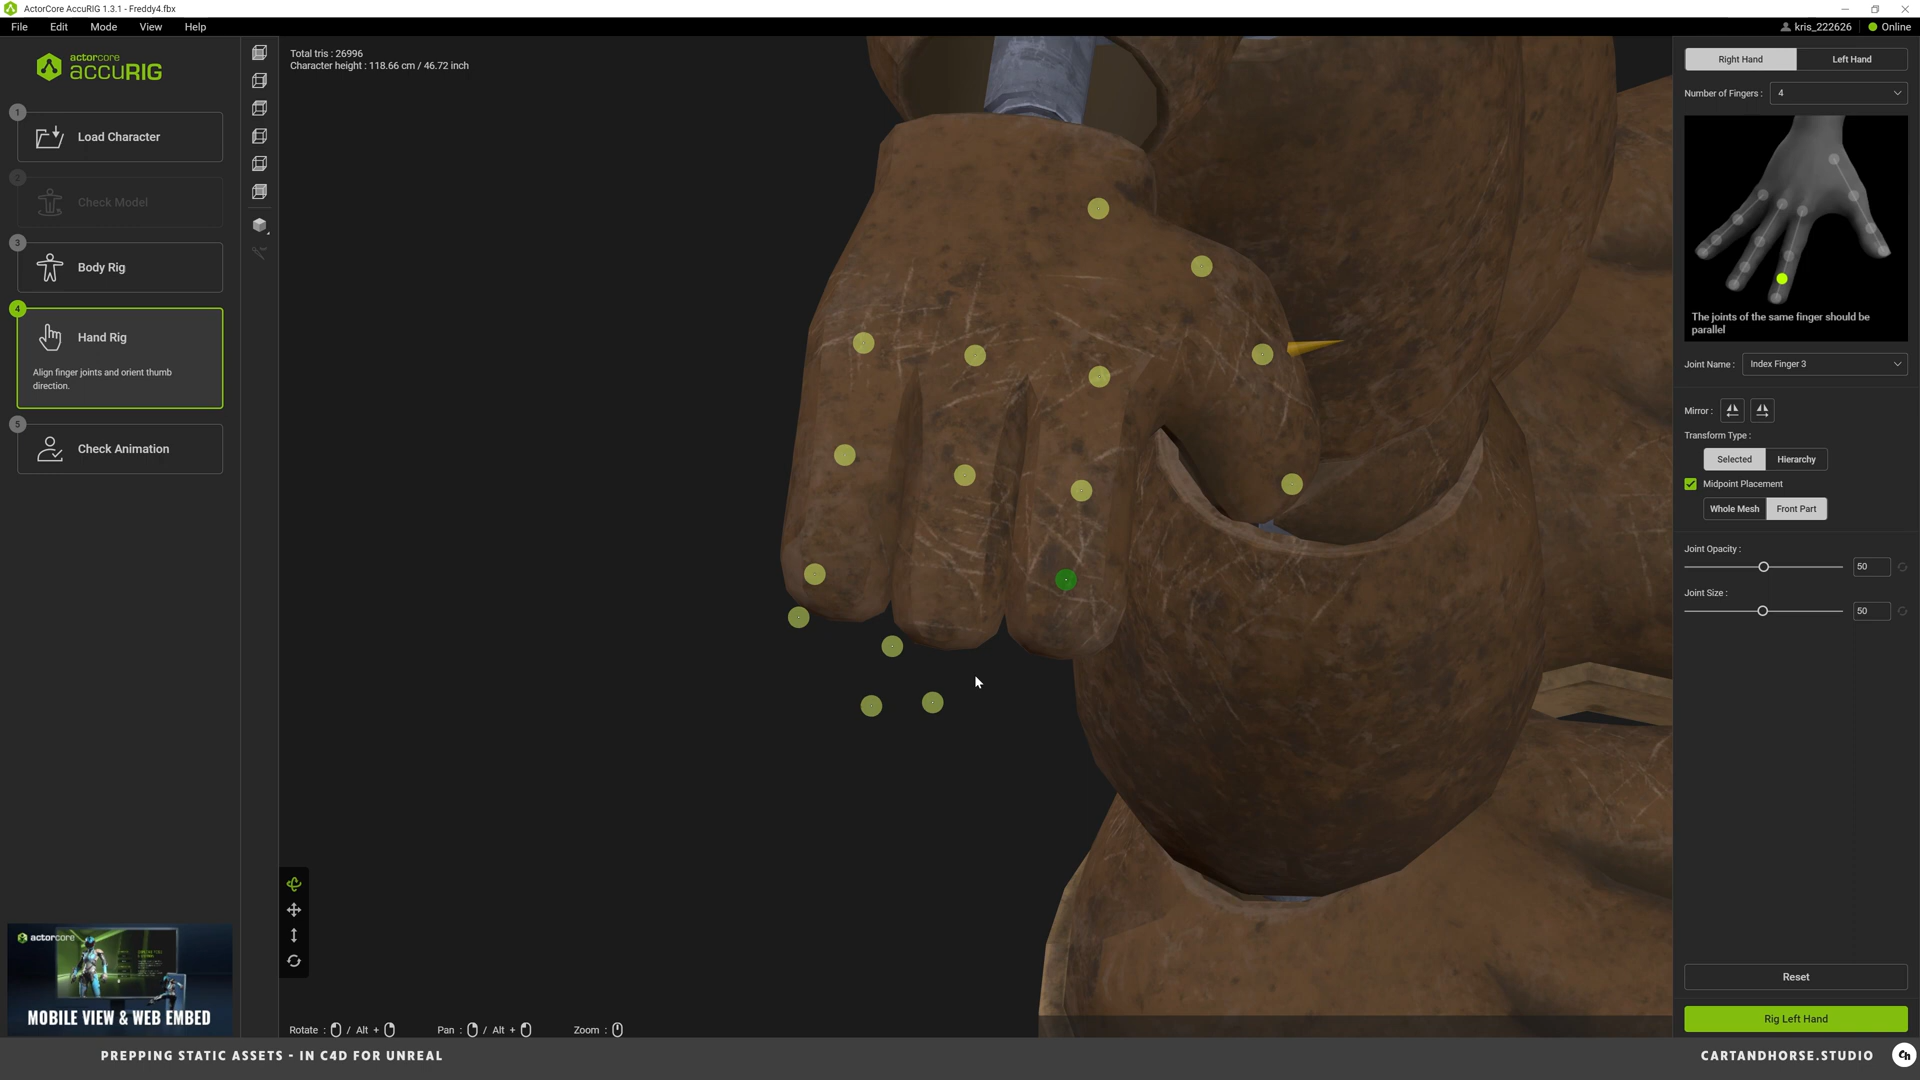 ActorCore AccuRIG 1.3.1 - Freddy4.fbx
File Edit Mode View Help
kris_222626 Online
actorcore
accuRIG
1
Load Character
2
Check Model
3
Body Rig
4
Hand Rig
Align finger joints and orient thumb
direction.
5
Check Animation
Total tris : 26996
Character height : 118.66 cm / 46.72 inch
Right Hand Left Hand
Number of Fingers : 4
The joints of the same finger should be
parallel
Joint Name : Index Finger 3
Mirror :
Transform Type :
Selected Hierarchy
Midpoint Placement
Whole Mesh Front Part
Joint Opacity :
50
Joint Size :
50
Reset
Rig Left Hand
actorcore
MOBILE VIEW & WEB EMBED
Rotate : / Alt + Pan : / Alt + Zoom :
PREPPING STATIC ASSETS - IN C4D FOR UNREAL
CARTANDHORSE.STUDIO